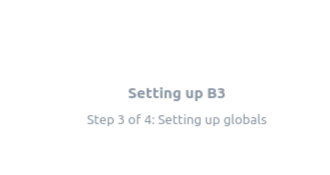 Setting up B3
Step 3 of 4: Setting up globals